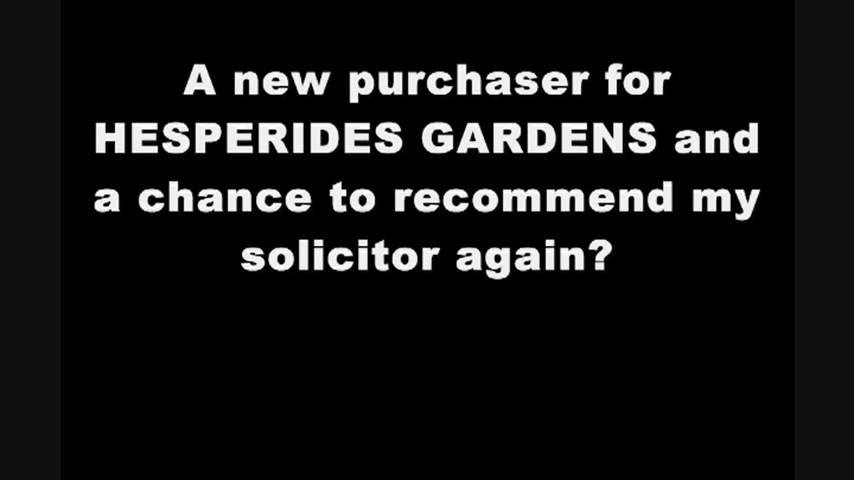 A new purchaser for
HESPERIDES GARDENS and
a chance to recommend my
solicitor again?